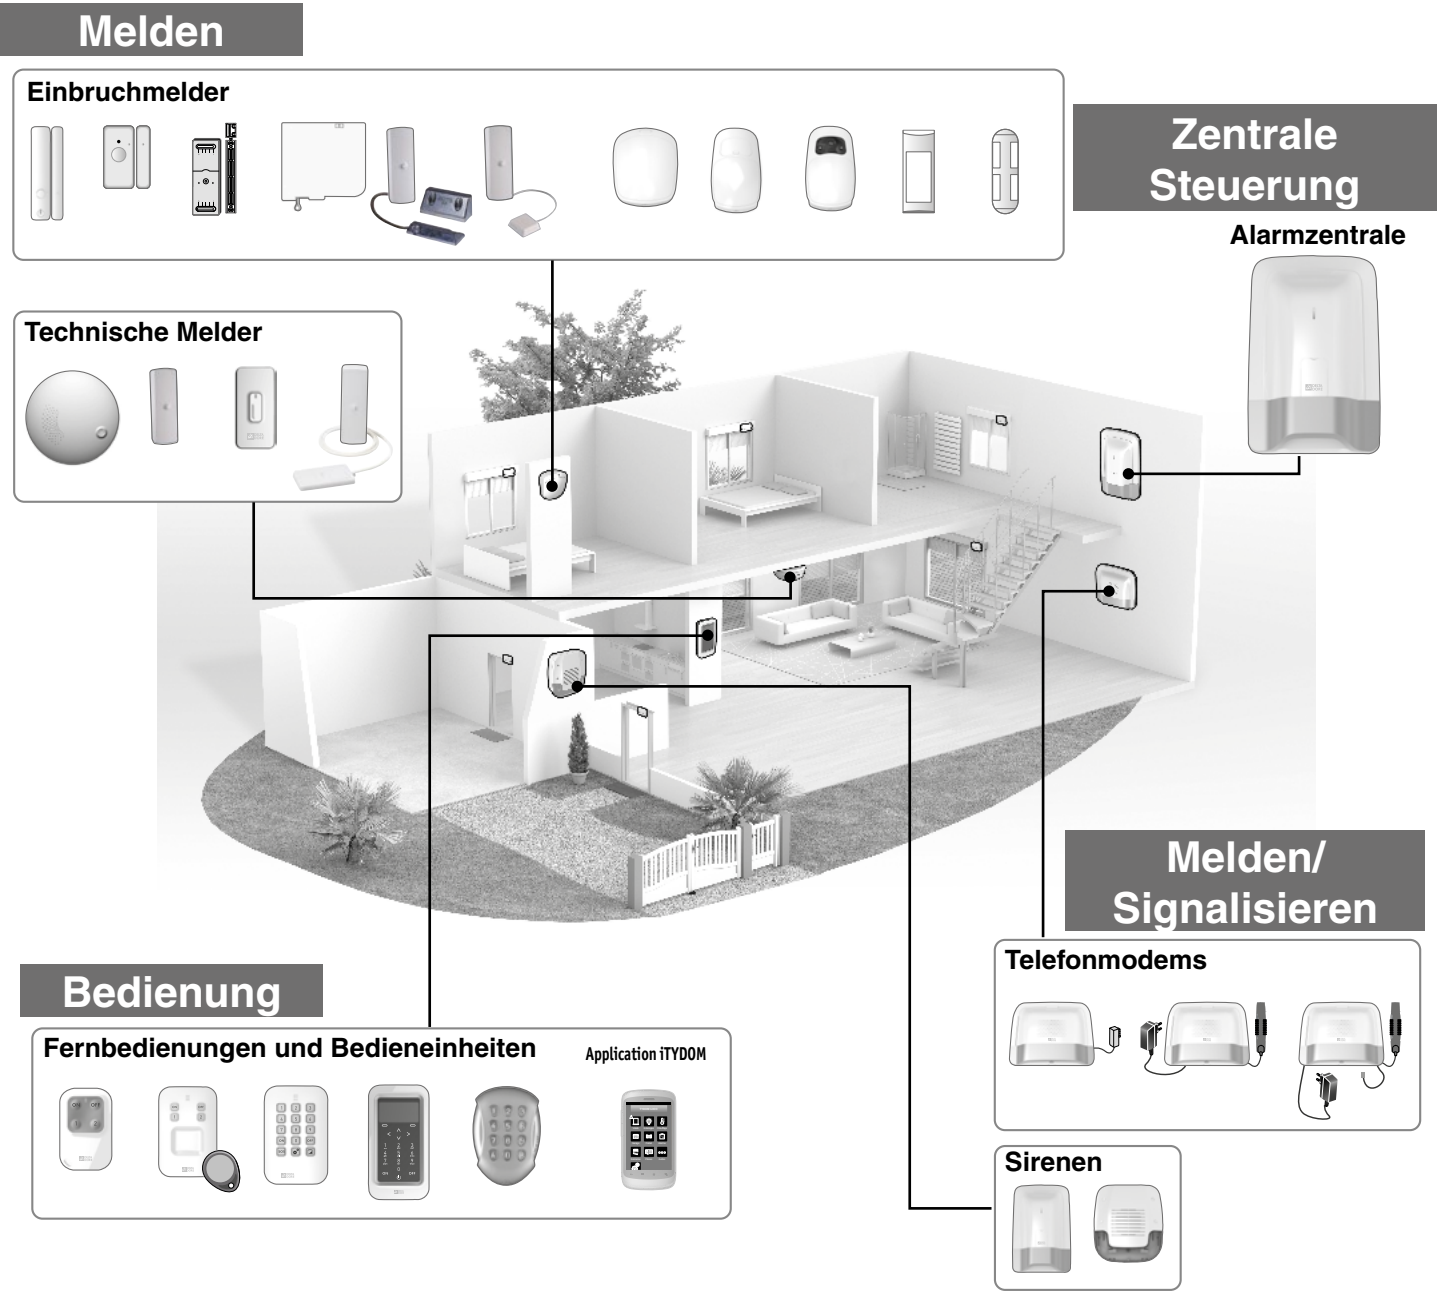 Melden
Einbruchmelder
Zentrale
Steuerung
Alarmzentrale
Technische Melder
Melden/
Signalisieren
Telefonmodems
Bedienung
Fernbedienungen und Bedieneinheiten
Application iTYDOM
Sirenen